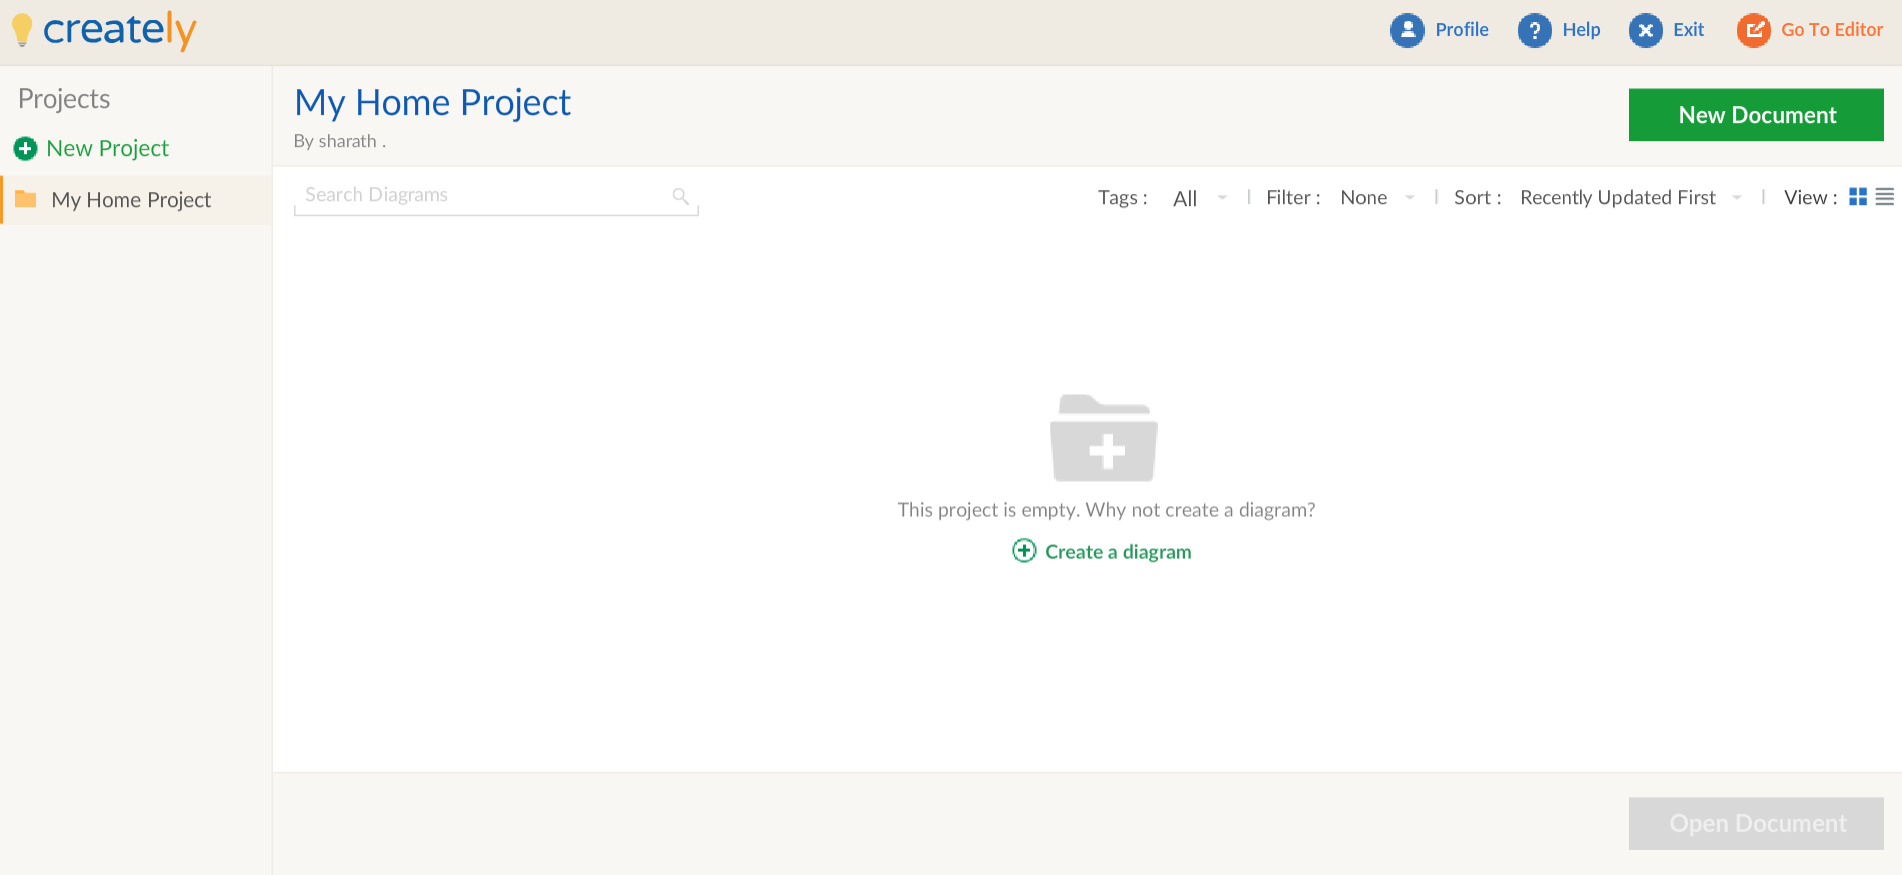 creately
Profile
Help
Exit
Go To Editor
Projects
New Project
My Home Project
My Home Project
By sharath .
New Document
Search Diagrams
Tags : All Filter : None Sort : Recently Updated First View :
This project is empty. Why not create a diagram?
Create a diagram
Open Document